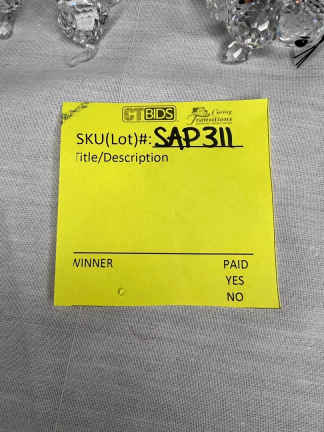 CTBIDS Caring Transitions
SKU(Lot)#: SAP311
Title/Description
WINNER PAID
YES
NO